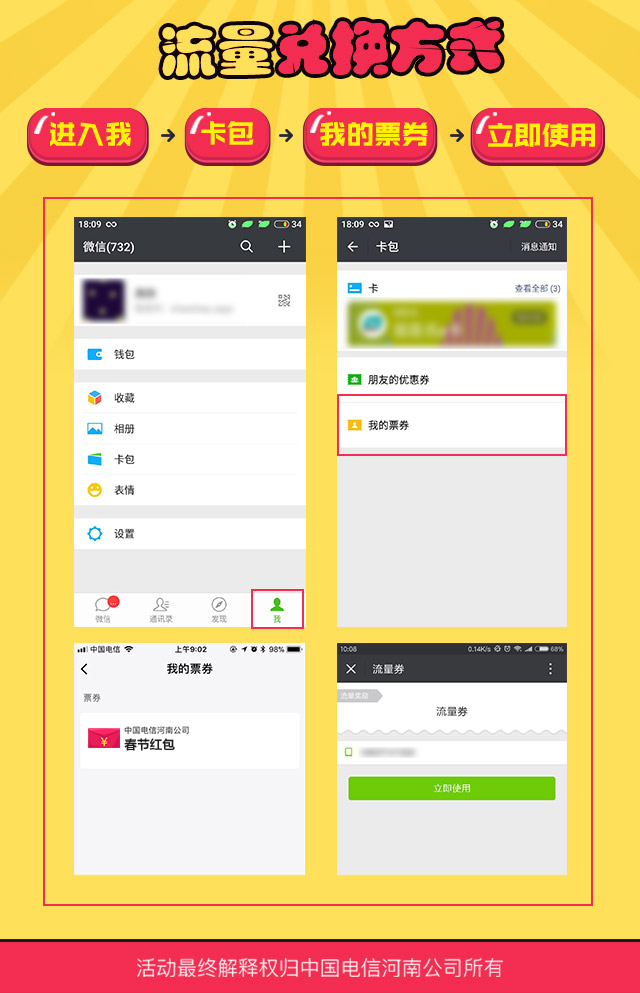 流量兑换方式
进入我 → 卡包 → 我的票券 → 立即使用
18:09 34
微信(732)
钱包
收藏
相册
卡包
表情
设置
微信 通讯录 发现 我
18:09 34
卡包 消息通知
卡 查看全部 (3)
朋友的优惠券
我的票券
中国电信 上午9:02 98%
我的票券
票券
中国电信河南公司
春节红包
¥
10:08 0.14K/s 68%
流量券
流量奖励
流量券
立即使用
活动最终解释权归中国电信河南公司所有